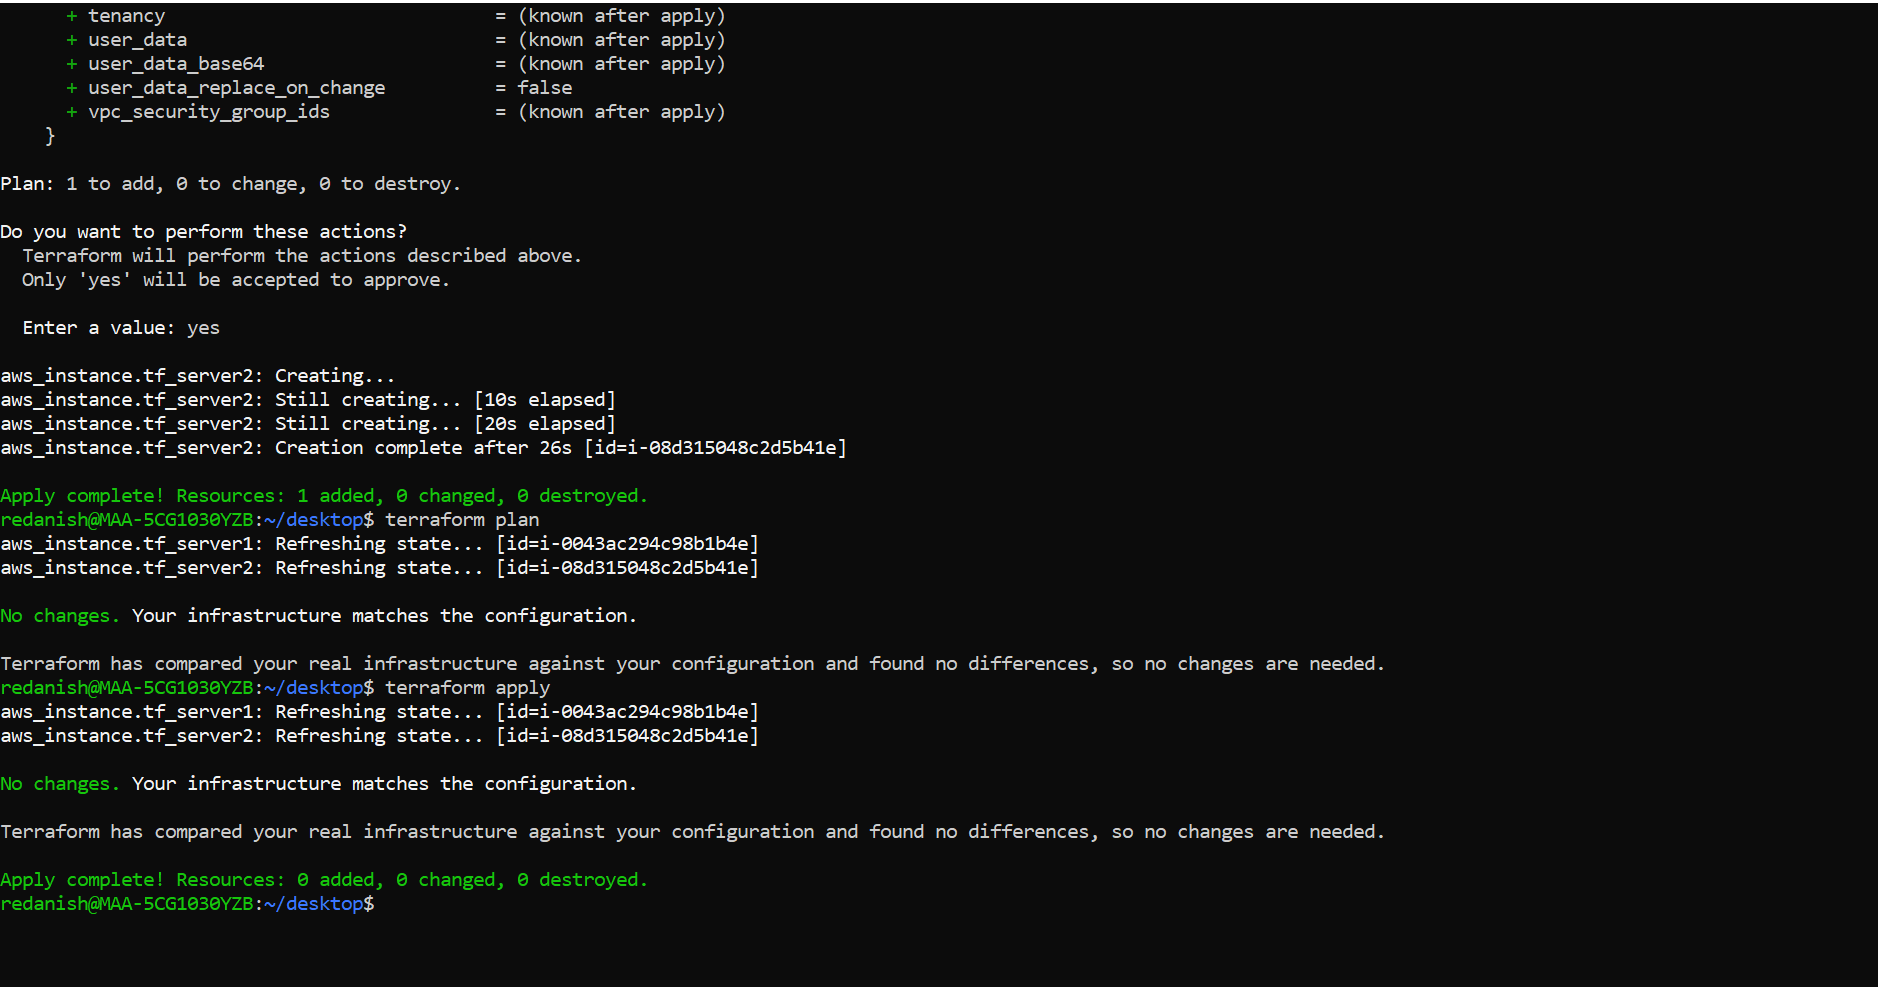 + tenancy = (known after apply)
+ user_data = (known after apply)
+ user_data_base64 = (known after apply)
+ user_data_replace_on_change = false
+ vpc_security_group_ids = (known after apply)
}
Plan: 1 to add, 0 to change, 0 to destroy.
Do you want to perform these actions?
Terraform will perform the actions described above.
Only 'yes' will be accepted to approve.
Enter a value: yes
aws_instance.tf_server2: Creating...
aws_instance.tf_server2: Still creating... [10s elapsed]
aws_instance.tf_server2: Still creating... [20s elapsed]
aws_instance.tf_server2: Creation complete after 26s [id=i-08d315048c2d5b41e]
Apply complete! Resources: 1 added, 0 changed, 0 destroyed.
redanish@MAA-5CG1030YZB:~/desktop$ terraform plan
aws_instance.tf_server1: Refreshing state... [id=i-0043ac294c98b1b4e]
aws_instance.tf_server2: Refreshing state... [id=i-08d315048c2d5b41e]
No changes. Your infrastructure matches the configuration.
Terraform has compared your real infrastructure against your configuration and found no differences, so no changes are needed.
redanish@MAA-5CG1030YZB:~/desktop$ terraform apply
aws_instance.tf_server1: Refreshing state... [id=i-0043ac294c98b1b4e]
aws_instance.tf_server2: Refreshing state... [id=i-08d315048c2d5b41e]
No changes. Your infrastructure matches the configuration.
Terraform has compared your real infrastructure against your configuration and found no differences, so no changes are needed.
Apply complete! Resources: 0 added, 0 changed, 0 destroyed.
redanish@MAA-5CG1030YZB:~/desktop$